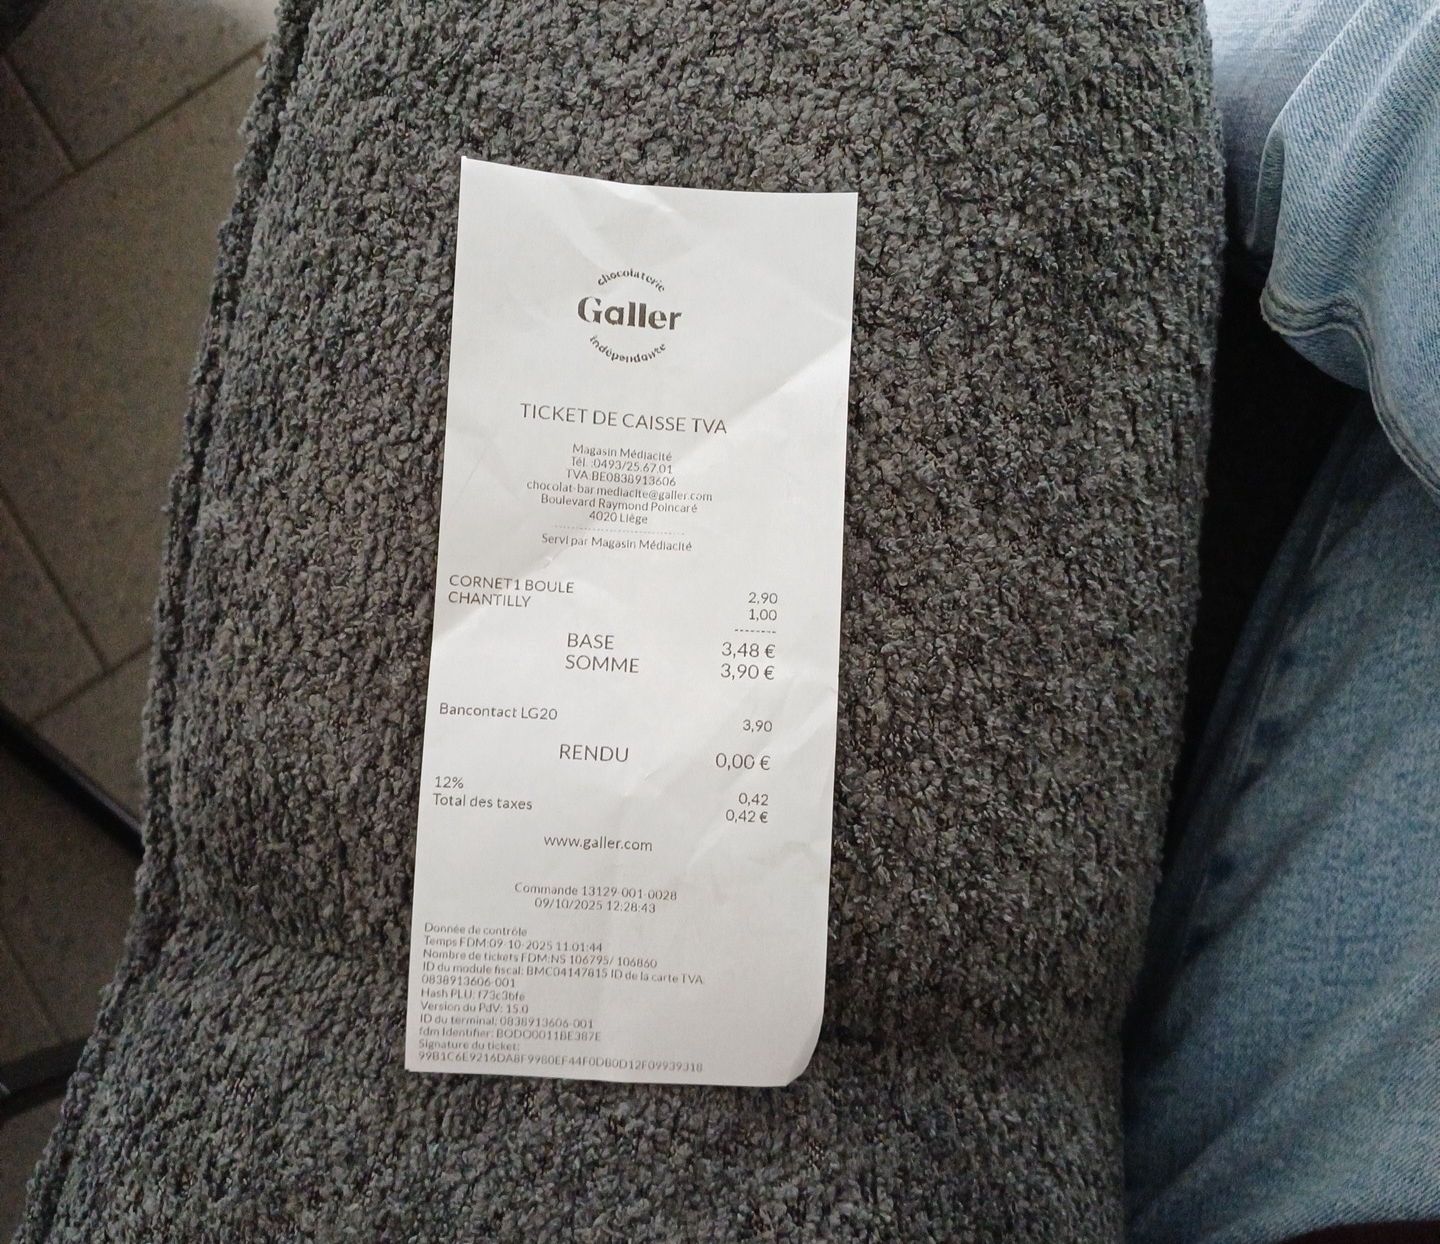 chocolaterie
Galler
indépendante
TICKET DE CAISSE TVA
Magasin Médiacité
Tél. :0493/25.67.01
TVA:BE0838913606
chocolat-bar.mediacite@galler.com
Boulevard Raymond Poincaré
4020 Liège
Servi par Magasin Médiacité
CORNET 1 BOULE 2,90
CHANTILLY 1,00
BASE 3,48 €
SOMME 3,90 €
Bancontact LG20 3,90
RENDU 0,00 €
12% 0,42
Total des taxes 0,42 €
www.galler.com
Commande 13129-001-0028
09/10/2025 12:28:43
Donnée de contrôle
Temps FDM:09-10-2025 11:01:44
Nombre de tickets FDM:NS 106795/ 106860
ID du module fiscal: BMC04147815 ID de la carte TVA
0838913606-001
Hash PLU: f73c3bfe
Version du PdV: 15.0
ID du terminal: 0838913606-001
fdm Identifier: BODO0011BE387E
Signature du ticket: